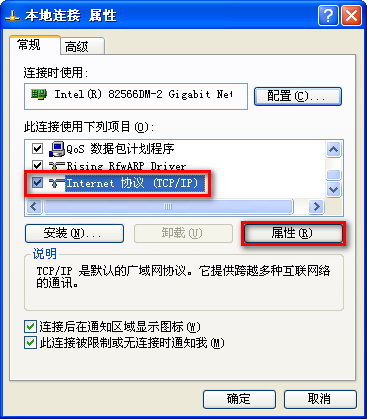 本地连接 属性
常规
高级
连接时使用:
Intel(R) 82566DM-2 Gigabit Net
配置(C)...
此连接使用下列项目(O):
QoS 数据包计划程序
Rising RfwARP Driver
Internet 协议 (TCP/IP)
安装(N)...
卸载(U)
属性(R)
说明
TCP/IP 是默认的广域网协议。它提供跨越多种互联网络
的通讯。
连接后在通知区域显示图标(W)
此连接被限制或无连接时通知我(M)
确定
取消